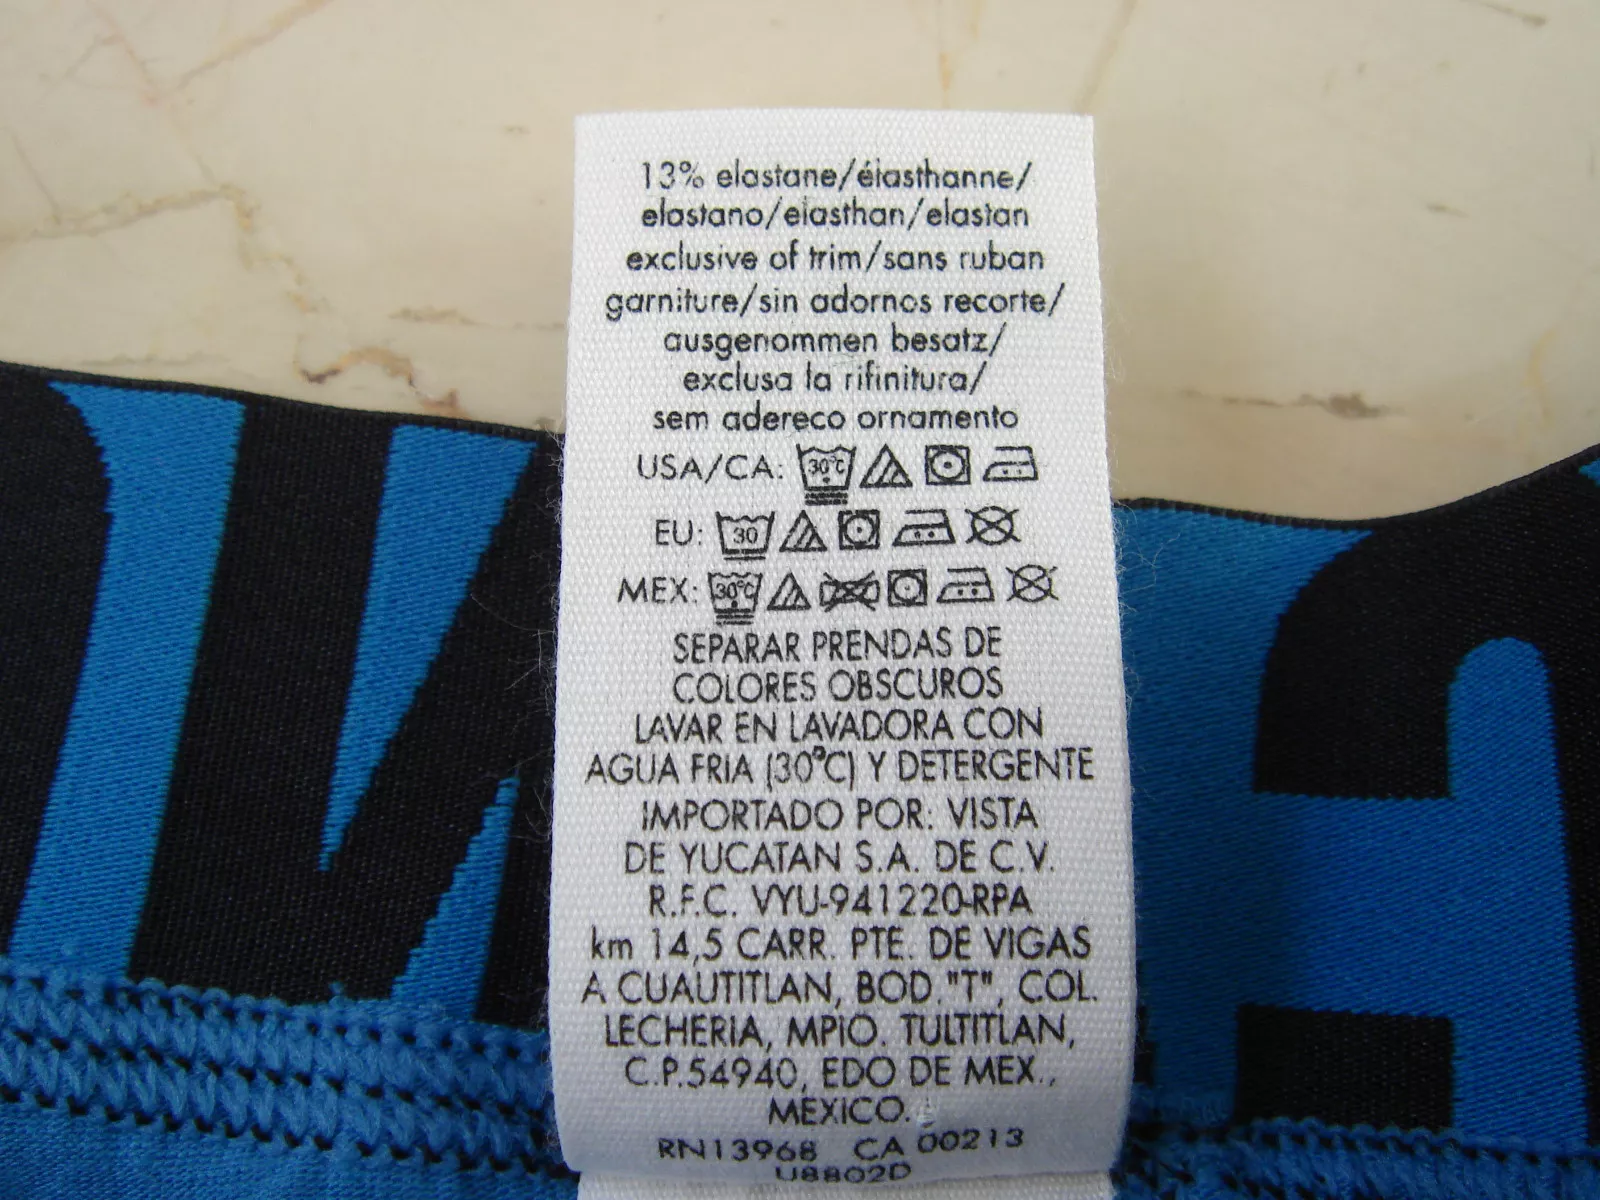 13% elastane/élasthanne/
elastano/elasthan/elastan
exclusive of trim/sans ruban
garniture/sin adornos recorte/
ausgenommen besatz/
exclusa la rifinitura/
sem adereco ornamento
USA/CA: 30°C
EU: 30
MEX: 30°C
SEPARAR PRENDAS DE
COLORES OBSCUROS
LAVAR EN LAVADORA CON
AGUA FRIA (30°C) Y DETERGENTE
IMPORTADO POR: VISTA
DE YUCATAN S.A. DE C.V.
R.F.C. VYU-941220-RPA
km 14,5 CARR. PTE. DE VIGAS
A CUAUTITLAN, BOD."T", COL.
LECHERIA, MPIO. TULTITLAN,
C.P.54940, EDO DE MEX.,
MEXICO.
RN13968 CA 00213
U8802D